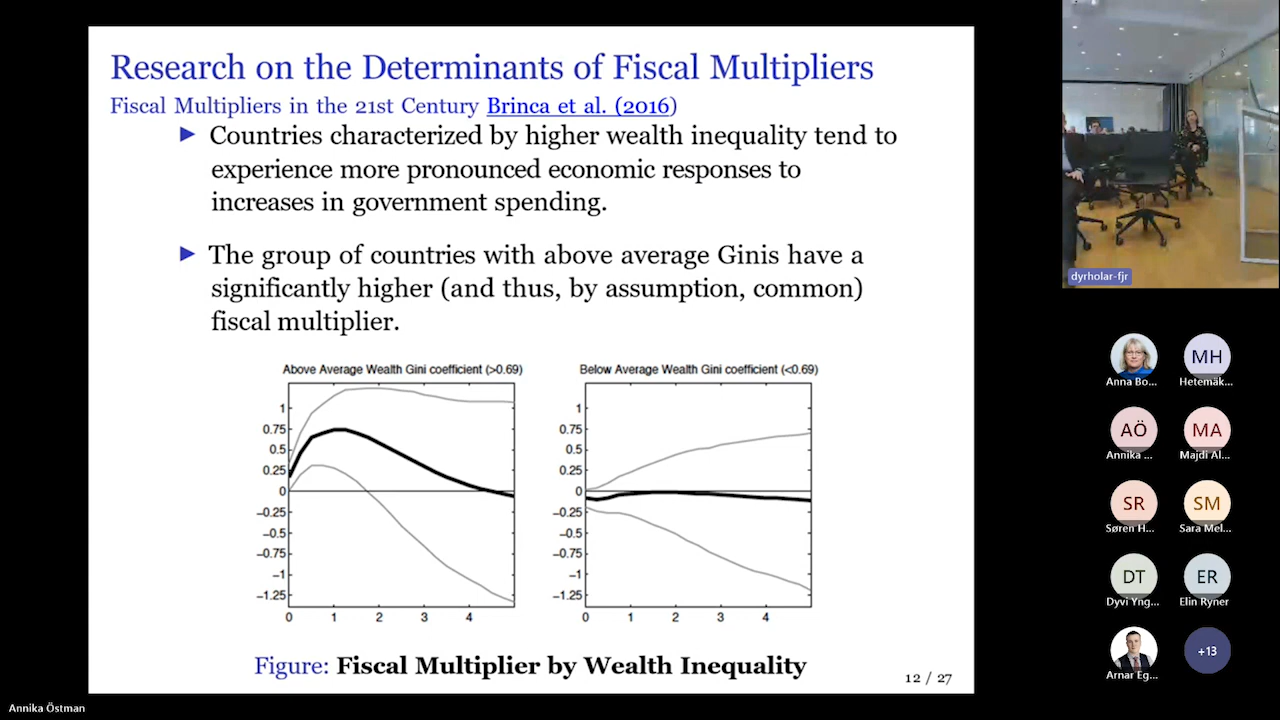 Research on the Determinants of Fiscal Multipliers
Fiscal Multipliers in the 21st Century Brinca et al. (2016)
Countries characterized by higher wealth inequality tend to
experience more pronounced economic responses to
increases in government spending.
The group of countries with above average Ginis have a
significantly higher (and thus, by assumption, common)
fiscal multiplier.
Above Average Wealth Gini coefficient (>0.69)
1
0.75
0.5
0.25
0
−0.25
−0.5
−0.75
−1
−1.25
0 1 2 3 4
Below Average Wealth Gini coefficient (<0.69)
1
0.75
0.5
0.25
0
−0.25
−0.5
−0.75
−1
−1.25
0 1 2 3 4
Figure: Fiscal Multiplier by Wealth Inequality
12 / 27
dyrholar-fjr
Anna Bo...
MH
Hetemäk...
AÖ
Annika ...
MA
Majdi Al...
SR
Søren H...
SM
Sara Mel...
DT
Dyvi Yng...
ER
Elin Ryner
Arnar Eg...
+13
Annika Östman